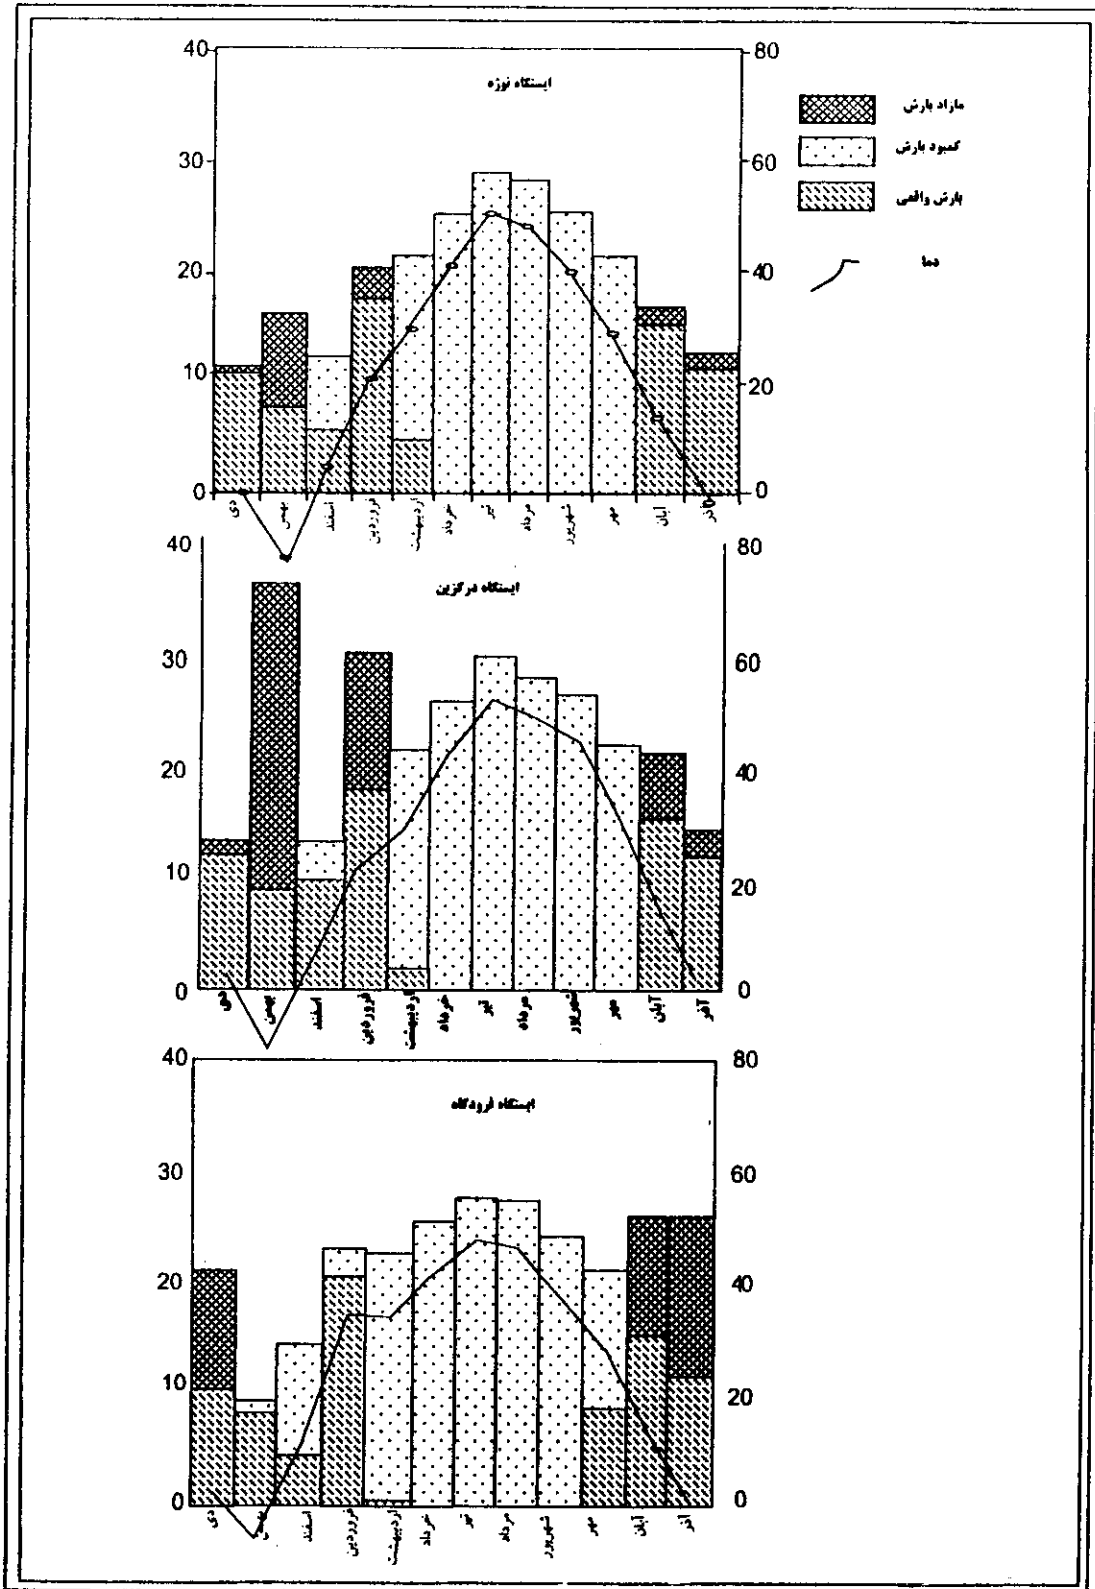 40
80
ایستگاه نوژه
مازاد بارش
کمبود بارش
بارش واقعی
دما
30
60
20
40
10
20
0
0
دی
بهمن
اسفند
فروردین
اردیبهشت
خرداد
تیر
مرداد
شهریور
مهر
آبان
آذر
40
80
ایستگاه درگزین
30
60
20
40
10
20
0
0
دی
بهمن
اسفند
فروردین
اردیبهشت
خرداد
تیر
مرداد
شهریور
مهر
آبان
آذر
40
80
ایستگاه فرودگاه
30
60
20
40
10
20
0
0
دی
بهمن
اسفند
فروردین
اردیبهشت
خرداد
تیر
مرداد
شهریور
مهر
آبان
آذر